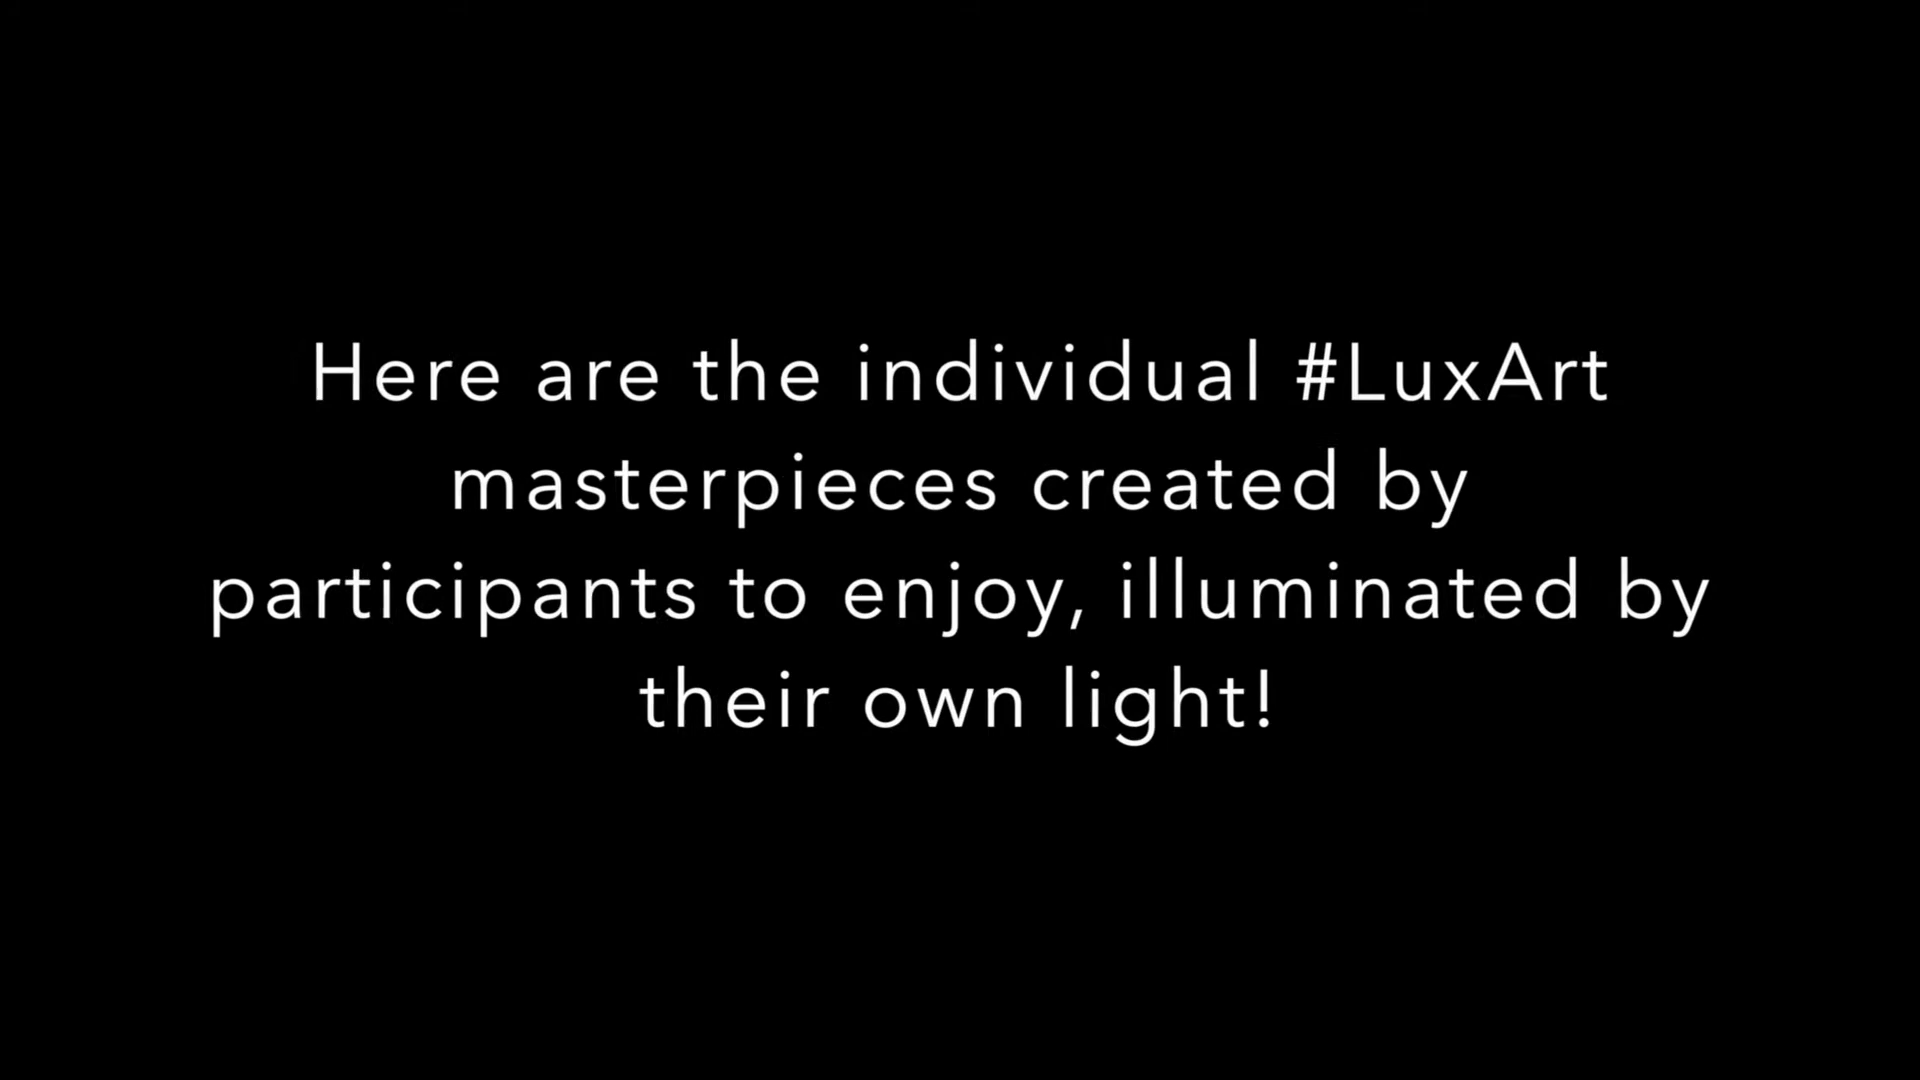 Here are the individual #LuxArt
masterpieces created by
participants to enjoy, illuminated by
their own light!